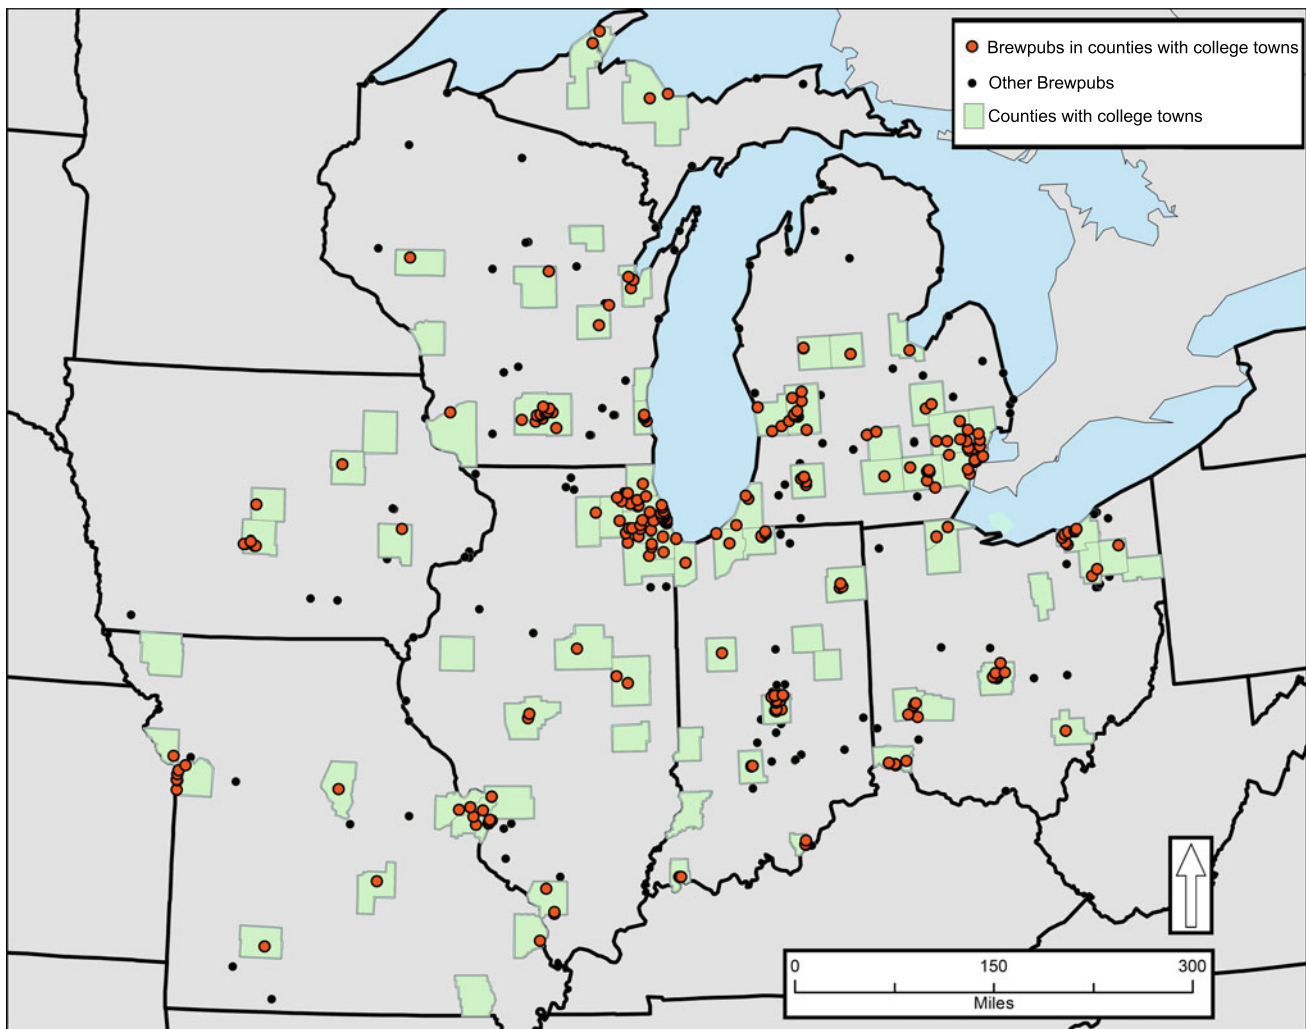 Brewpubs in counties with college towns
Other Brewpubs
Counties with college towns
0 150 300
Miles